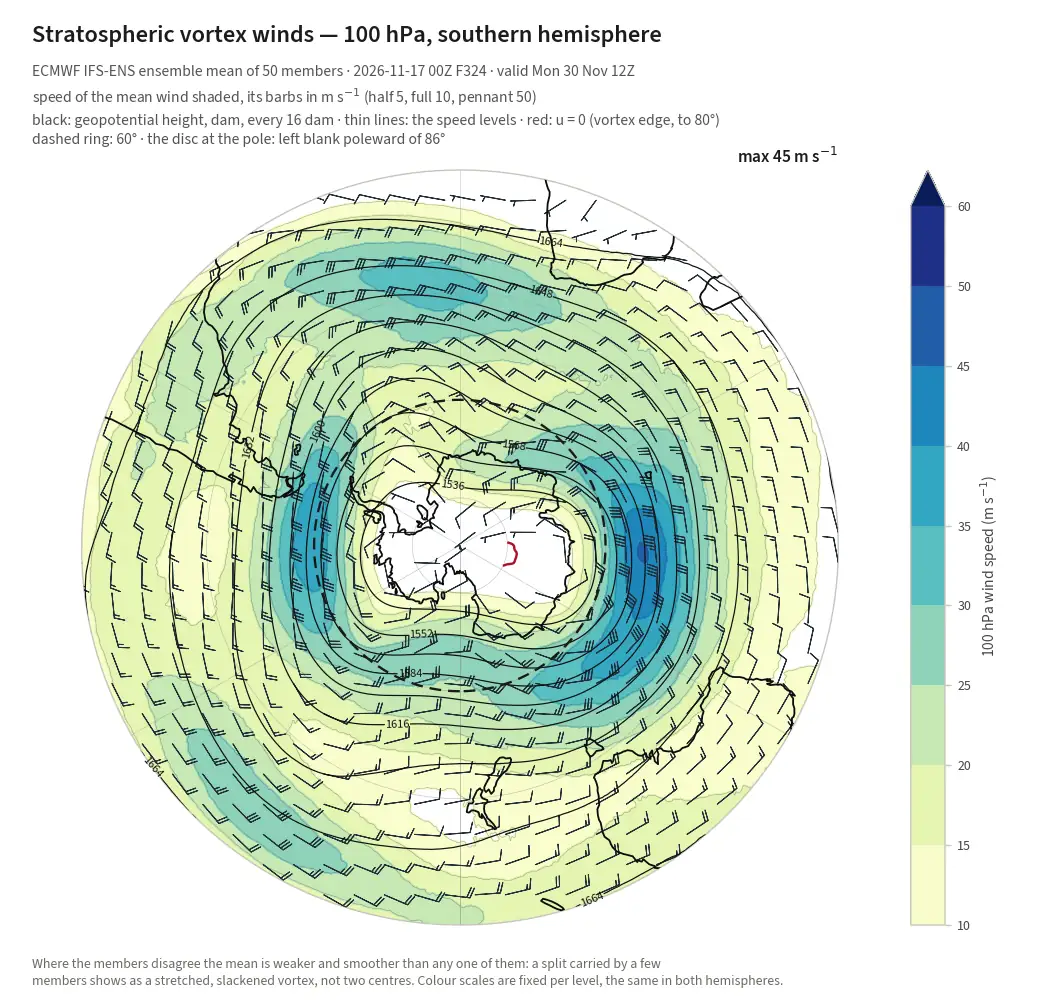 Stratospheric vortex winds — 100 hPa, southern hemisphere
ECMWF IFS-ENS ensemble mean of 50 members · 2026-11-17 00Z F324 · valid Mon 30 Nov 12Z
speed of the mean wind shaded, its barbs in m s⁻¹ (half 5, full 10, pennant 50)
black: geopotential height, dam, every 16 dam · thin lines: the speed levels · red: u = 0 (vortex edge, to 80°)
dashed ring: 60° · the disc at the pole: left blank poleward of 86°
max 45 m s⁻¹
60
50
45
40
35
30
25
20
15
10
100 hPa wind speed (m s⁻¹)
1664
1648
1600
1568
1536
1552
1584
1616
1664
1664
Where the members disagree the mean is weaker and smoother than any one of them: a split carried by a few
members shows as a stretched, slackened vortex, not two centres. Colour scales are fixed per level, the same in both hemispheres.